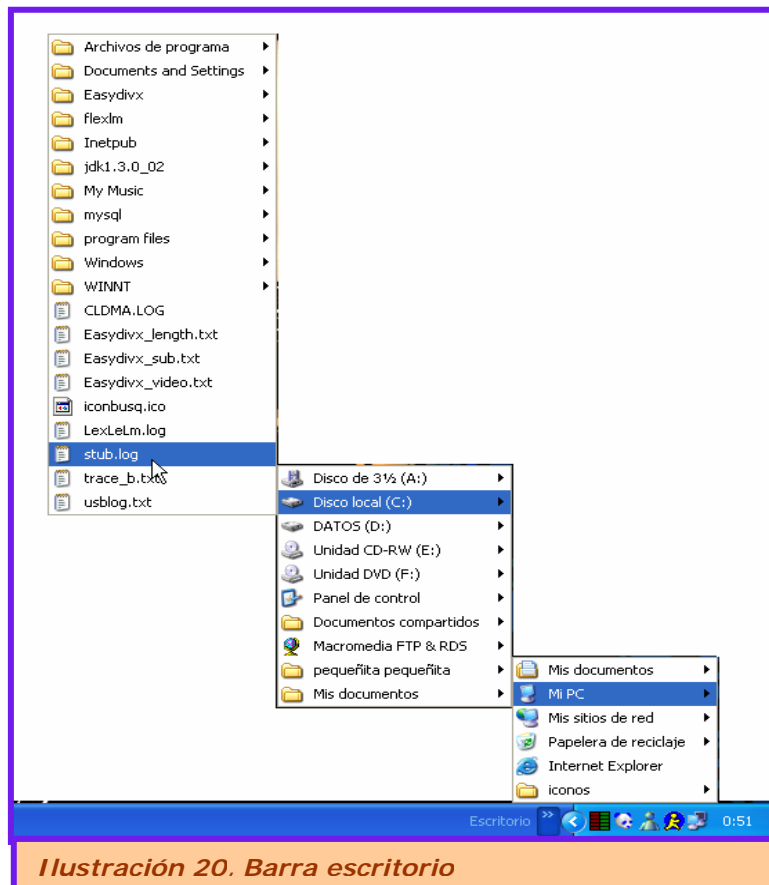 Archivos de programa
Documents and Settings
Easydivx
flexlm
Inetpub
jdk1.3.0_02
My Music
mysql
program files
Windows
WINNT
CLDMA.LOG
Easydivx_length.txt
Easydivx_sub.txt
Easydivx_video.txt
iconbusq.ico
LexLeLm.log
stub.log
trace_b.txt
usblog.txt
Disco de 3½ (A:)
Disco local (C:)
DATOS (D:)
Unidad CD-RW (E:)
Unidad DVD (F:)
Panel de control
Documentos compartidos
Macromedia FTP & RDS
pequeñita pequeñita
Mis documentos
Mis documentos
Mi PC
Mis sitios de red
Papelera de reciclaje
Internet Explorer
iconos
Escritorio
0:51
Ilustración 20. Barra escritorio